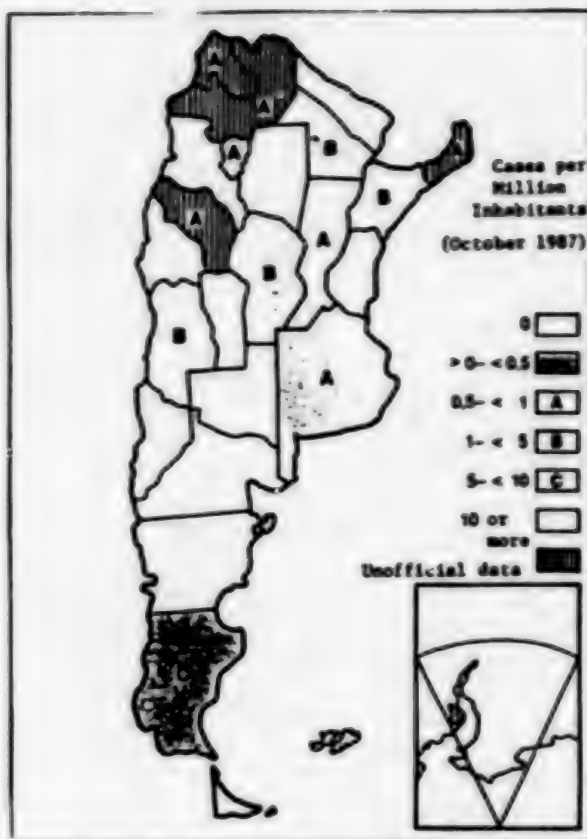 A
A
A
A
B
A
B
A
B
B
A
Cases per
Million
Inhabitants
(October 1987)
0
>0- <0,5
0,5- < 1 A
1- < 5 B
5- < 10 C
10 or
more
Unofficial data